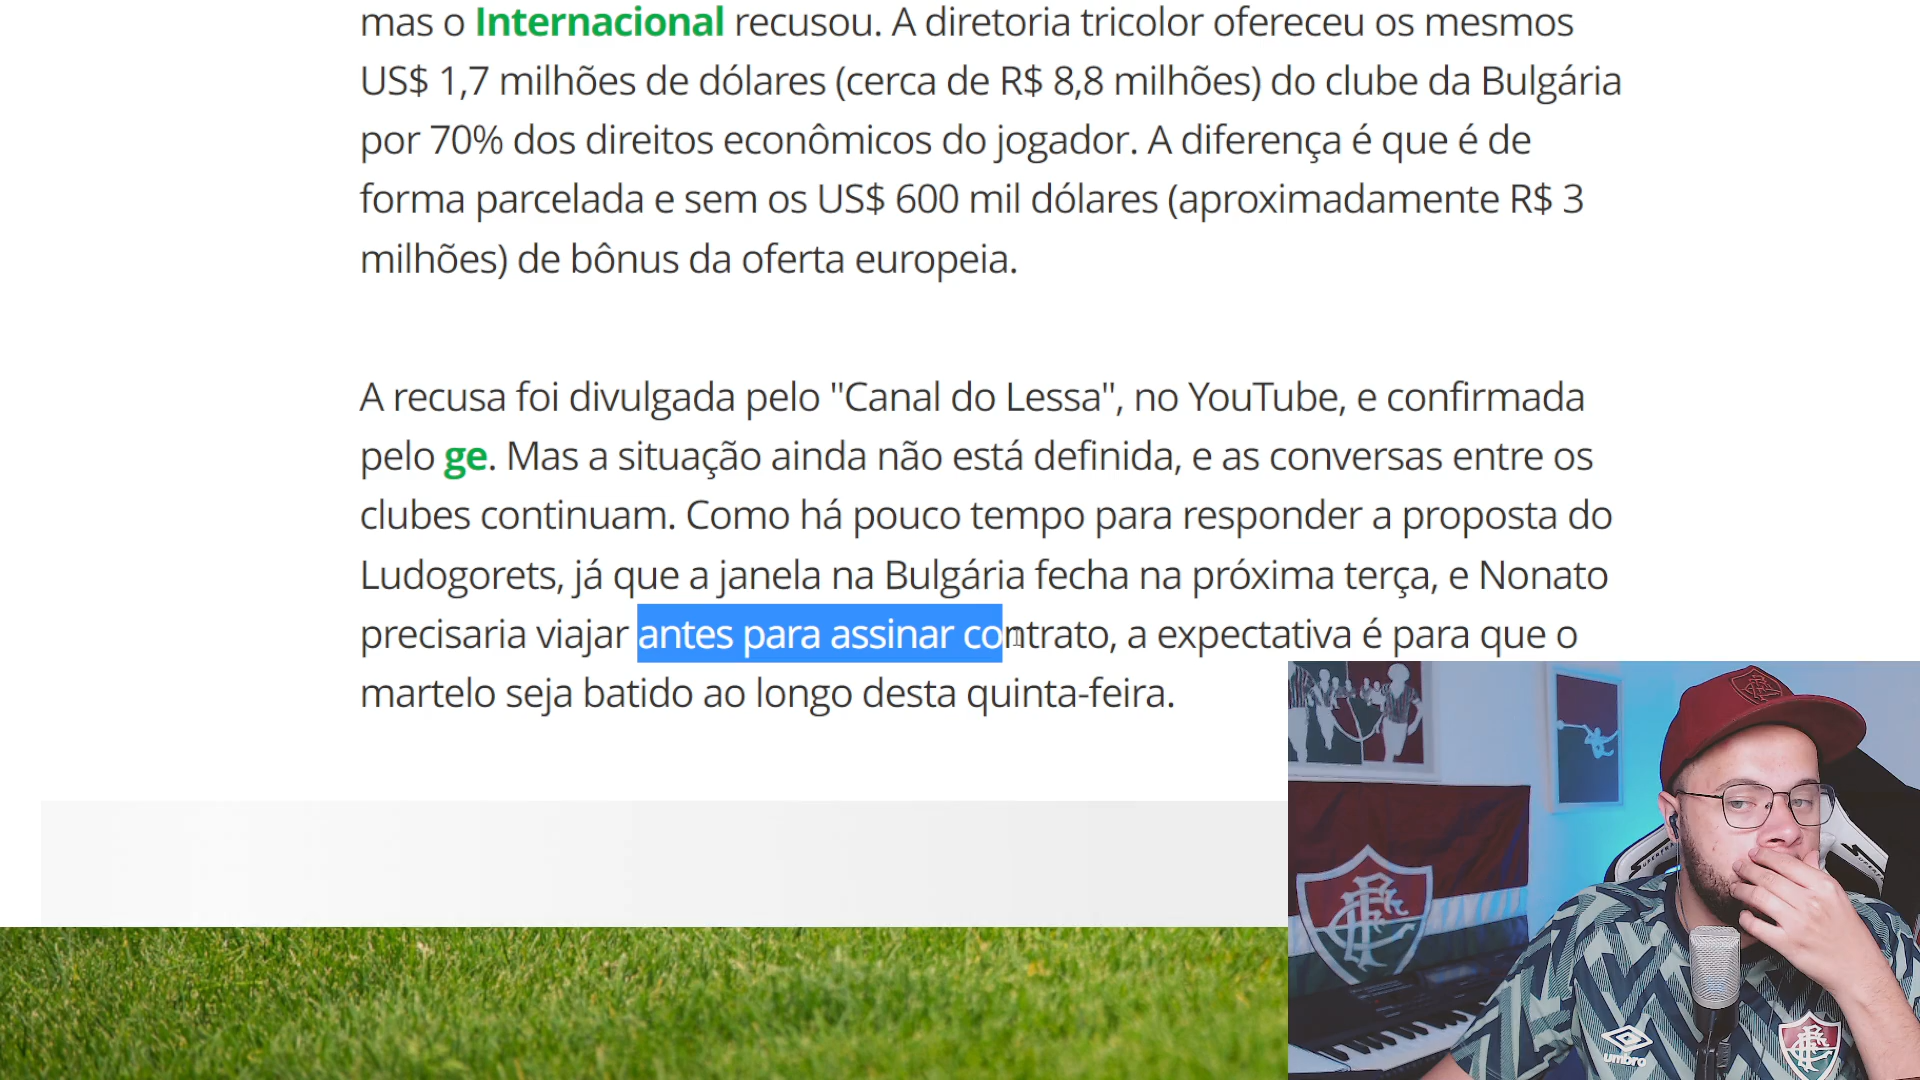 mas o Internacional recusou. A diretoria tricolor ofereceu os mesmos
US$ 1,7 milhões de dólares (cerca de R$ 8,8 milhões) do clube da Bulgária
por 70% dos direitos econômicos do jogador. A diferença é que é de
forma parcelada e sem os US$ 600 mil dólares (aproximadamente R$ 3
milhões) de bônus da oferta europeia.
A recusa foi divulgada pelo "Canal do Lessa", no YouTube, e confirmada
pelo ge. Mas a situação ainda não está definida, e as conversas entre os
clubes continuam. Como há pouco tempo para responder a proposta do
Ludogorets, já que a janela na Bulgária fecha na próxima terça, e Nonato
precisaria viajar antes para assinar contrato, a expectativa é para que o
martelo seja batido ao longo desta quinta-feira.
umbro